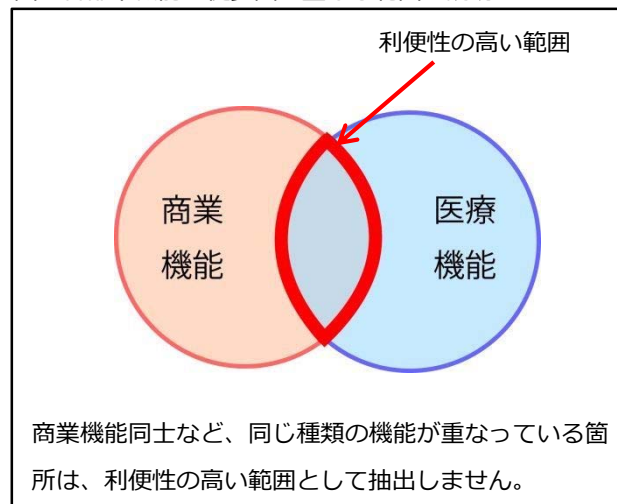 利便性の高い範囲
商業
機能
医療
機能
商業機能同士など、同じ種類の機能が重なっている箇
所は、利便性の高い範囲として抽出しません。